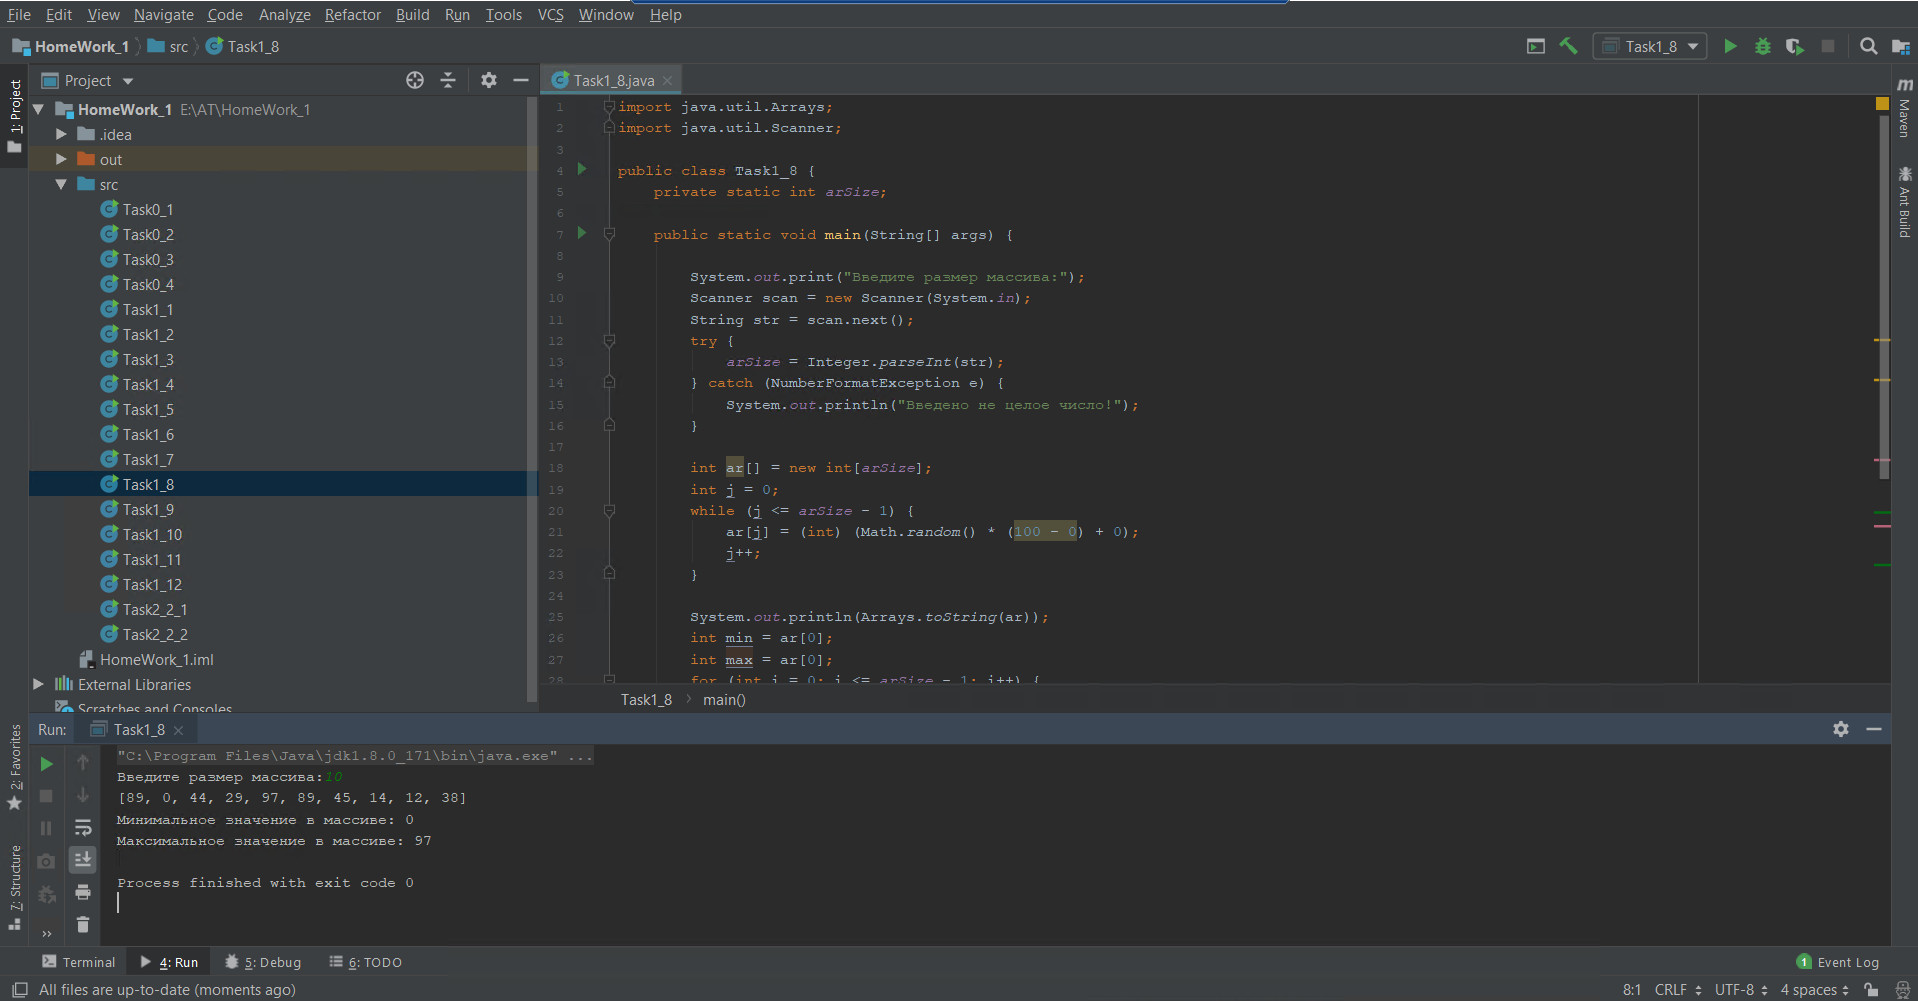 File Edit View Navigate Code Analyze Refactor Build Run Tools VCS Window Help
HomeWork_1 src Task1_8
Task1_8
Project
Task1_8.java
1: Project
HomeWork_1 E:\AT\HomeWork_1
.idea
out
src
Task0_1
Task0_2
Task0_3
Task0_4
Task1_1
Task1_2
Task1_3
Task1_4
Task1_5
Task1_6
Task1_7
Task1_8
Task1_9
Task1_10
Task1_11
Task1_12
Task2_2_1
Task2_2_2
HomeWork_1.iml
External Libraries
Scratches and Consoles
1 import java.util.Arrays;
2 import java.util.Scanner;
3
4 public class Task1_8 {
5 private static int arSize;
6
7 public static void main(String[] args) {
8
9 System.out.print("Введите размер массива:");
10 Scanner scan = new Scanner(System.in);
11 String str = scan.next();
12 try {
13 arSize = Integer.parseInt(str);
14 } catch (NumberFormatException e) {
15 System.out.println("Введено не целое число!");
16 }
17
18 int ar[] = new int[arSize];
19 int j = 0;
20 while (j <= arSize - 1) {
21 ar[j] = (int) (Math.random() * (100 - 0) + 0);
22 j++;
23 }
24
25 System.out.println(Arrays.toString(ar));
26 int min = ar[0];
27 int max = ar[0];
28 for (int i = 0; i <= arSize - 1; i++) {
Task1_8 main()
m Maven
Ant Build
Run: Task1_8
"C:\Program Files\Java\jdk1.8.0_171\bin\java.exe" ...
Введите размер массива:10
[89, 0, 44, 29, 97, 89, 45, 14, 12, 38]
Минимальное значение в массиве: 0
Максимальное значение в массиве: 97
Process finished with exit code 0
2: Favorites
7: Structure
Terminal 4: Run 5: Debug 6: TODO
1 Event Log
All files are up-to-date (moments ago)
8:1 CRLF UTF-8 4 spaces